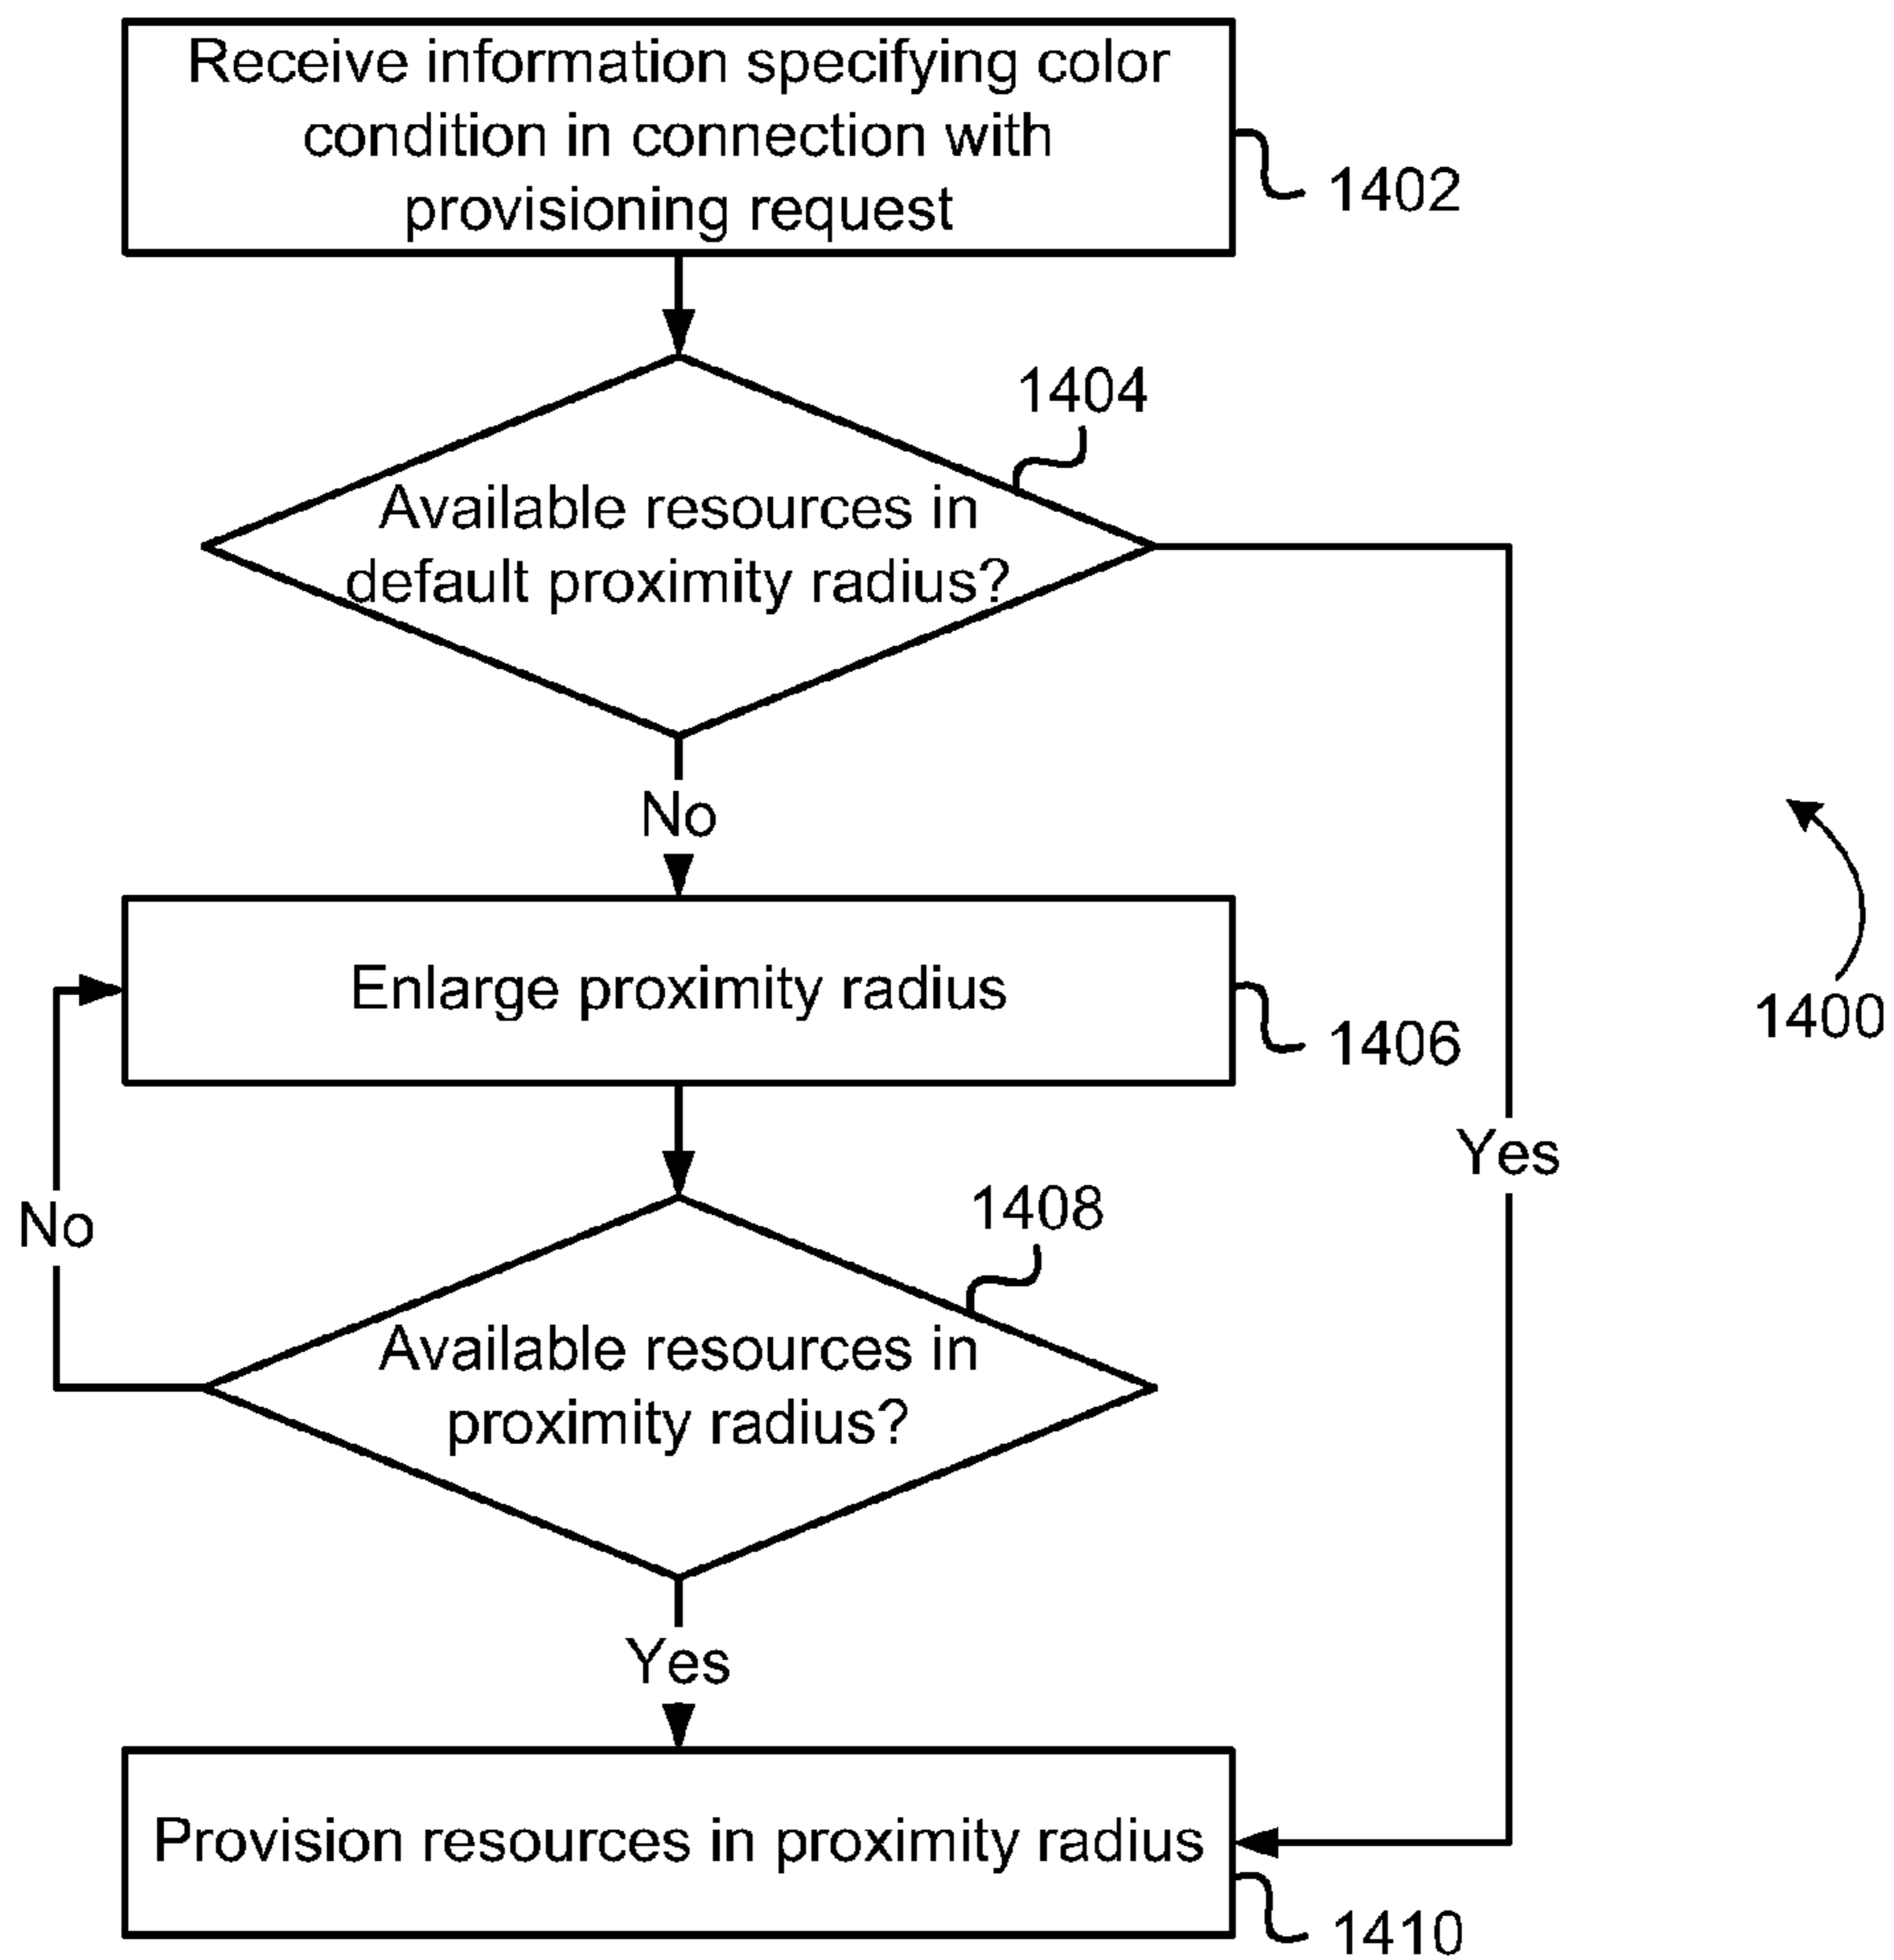 Receive information specifying color
condition in connection with
provisioning request
1402
1404
Available resources in
default proximity radius?
No
Enlarge proximity radius
1406
1400
Yes
1408
No
Available resources in
proximity radius?
Yes
Provision resources in proximity radius
1410